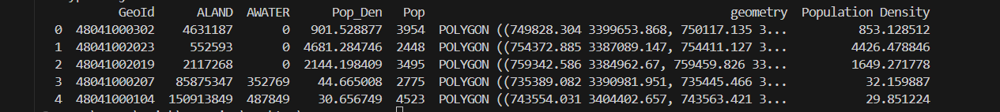 GeoId ALAND AWATER Pop_Den Pop geometry Population Density
0 48041000302 4631187 0 901.528877 3954 POLYGON ((749828.304 3399653.868, 750117.135 3... 853.128512
1 48041002023 552593 0 4681.284746 2448 POLYGON ((754372.885 3387089.147, 754411.127 3... 4426.478846
2 48041002019 2117268 0 2144.198409 3495 POLYGON ((759342.586 3384962.67, 759459.826 33... 1649.271778
3 48041000207 85875347 352769 44.665008 2775 POLYGON ((735389.082 3390981.951, 735445.466 3... 32.159887
4 48041000104 150913849 487849 30.656749 4523 POLYGON ((743554.031 3404402.657, 743563.421 3... 29.851224